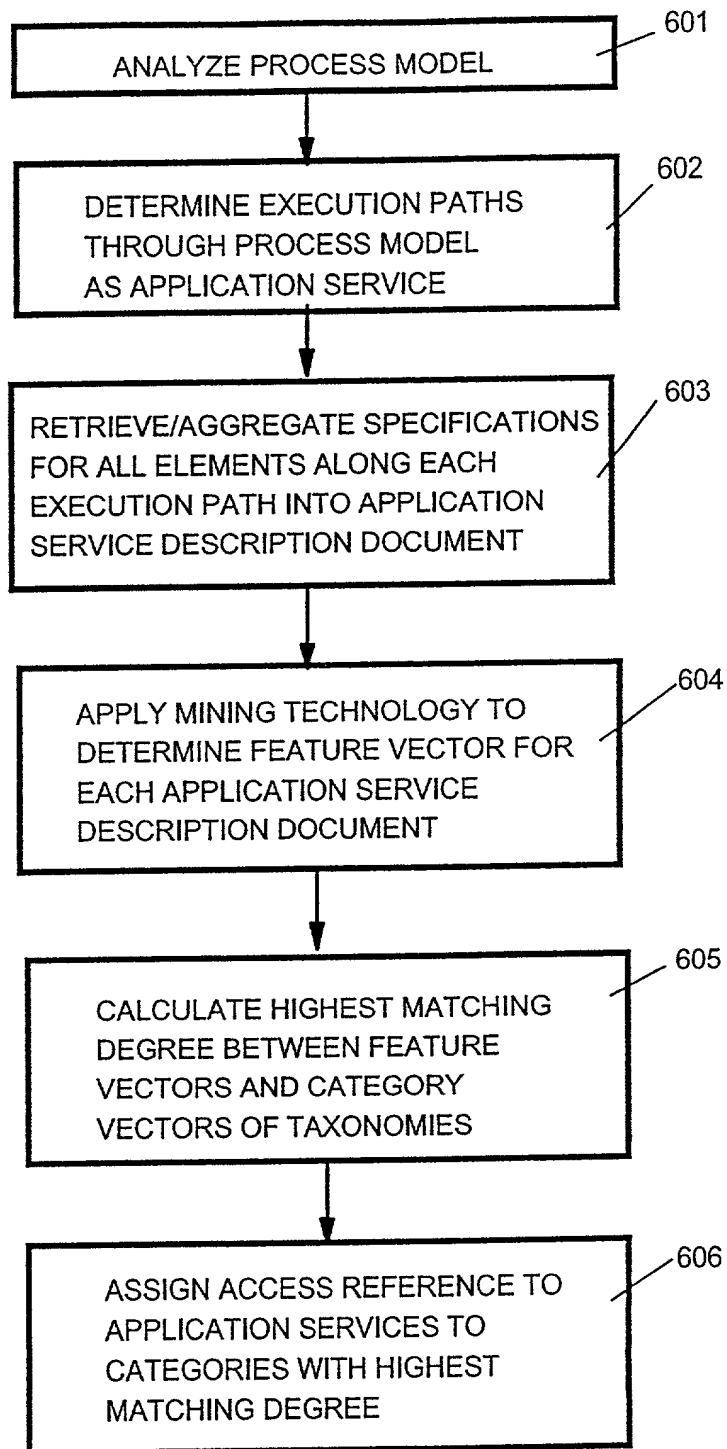 601
ANALYZE PROCESS MODEL
602
DETERMINE EXECUTION PATHS
THROUGH PROCESS MODEL
AS APPLICATION SERVICE
603
RETRIEVE/AGGREGATE SPECIFICATIONS
FOR ALL ELEMENTS ALONG EACH
EXECUTION PATH INTO APPLICATION
SERVICE DESCRIPTION DOCUMENT
604
APPLY MINING TECHNOLOGY TO
DETERMINE FEATURE VECTOR FOR
EACH APPLICATION SERVICE
DESCRIPTION DOCUMENT
605
CALCULATE HIGHEST MATCHING
DEGREE BETWEEN FEATURE
VECTORS AND CATEGORY
VECTORS OF TAXONOMIES
606
ASSIGN ACCESS REFERENCE TO
APPLICATION SERVICES TO
CATEGORIES WITH HIGHEST
MATCHING DEGREE